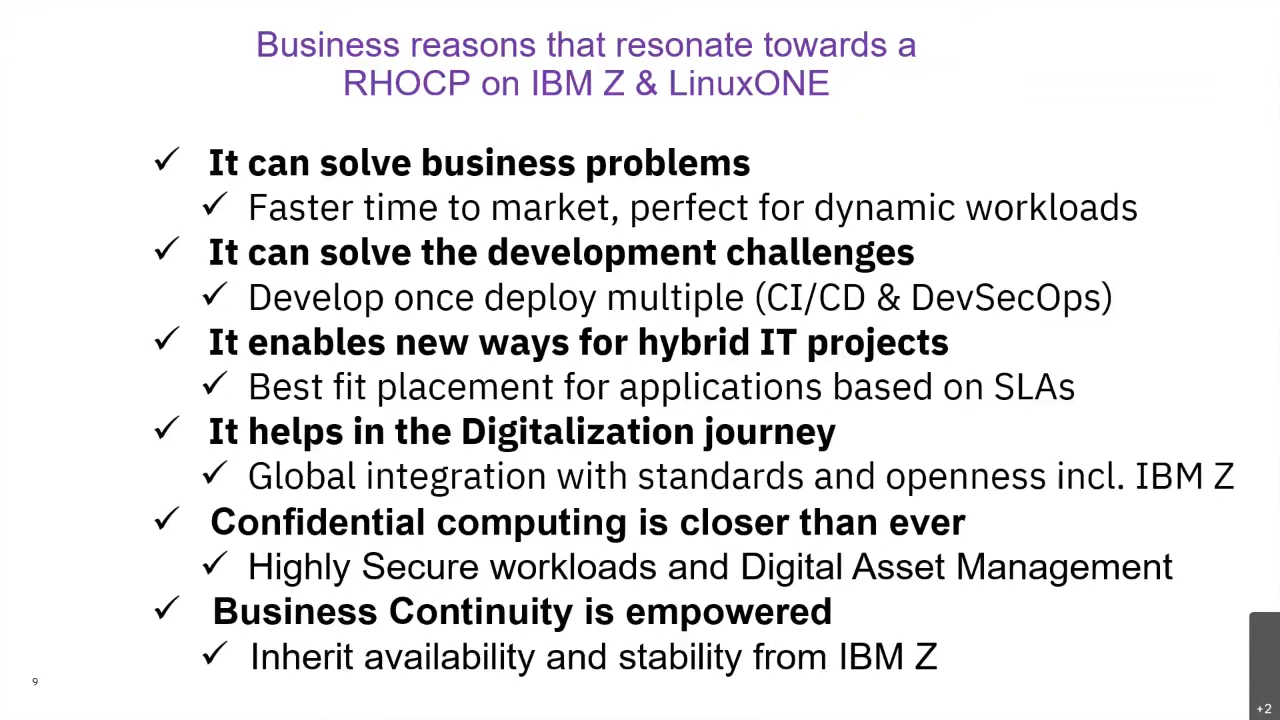 Business reasons that resonate towards a
RHOCP on IBM Z & LinuxONE
✓ It can solve business problems
✓ Faster time to market, perfect for dynamic workloads
✓ It can solve the development challenges
✓ Develop once deploy multiple (CI/CD & DevSecOps)
✓ It enables new ways for hybrid IT projects
✓ Best fit placement for applications based on SLAs
✓ It helps in the Digitalization journey
✓ Global integration with standards and openness incl. IBM Z
✓ Confidential computing is closer than ever
✓ Highly Secure workloads and Digital Asset Management
✓ Business Continuity is empowered
✓ Inherit availability and stability from IBM Z
9
+2